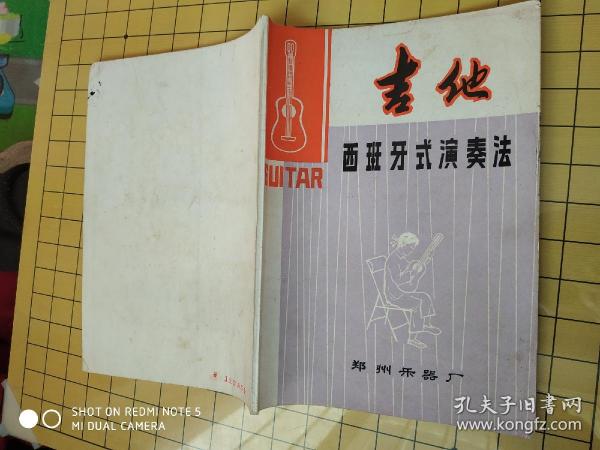 吉他
西班牙式演奏法
GUITAR
郑州乐器厂
SHOT ON REDMI NOTE 5
MI DUAL CAMERA
孔夫子旧书网
www.kongfz.com